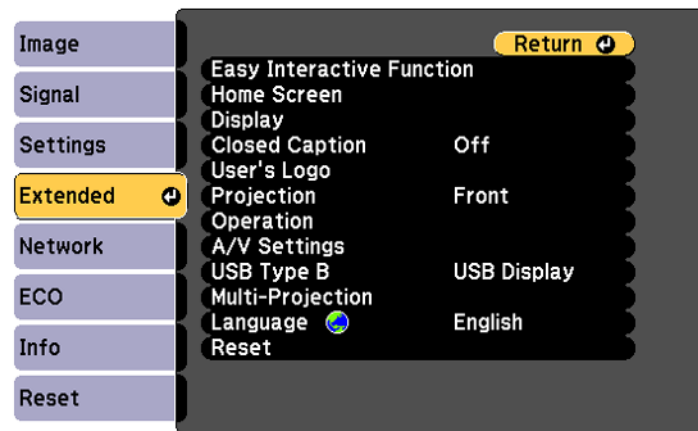 Image
Signal
Settings
Extended
Network
ECO
Info
Reset
Return
Easy Interactive Function
Home Screen
Display
Closed Caption Off
User's Logo
Projection Front
Operation
A/V Settings
USB Type B USB Display
Multi-Projection
Language English
Reset